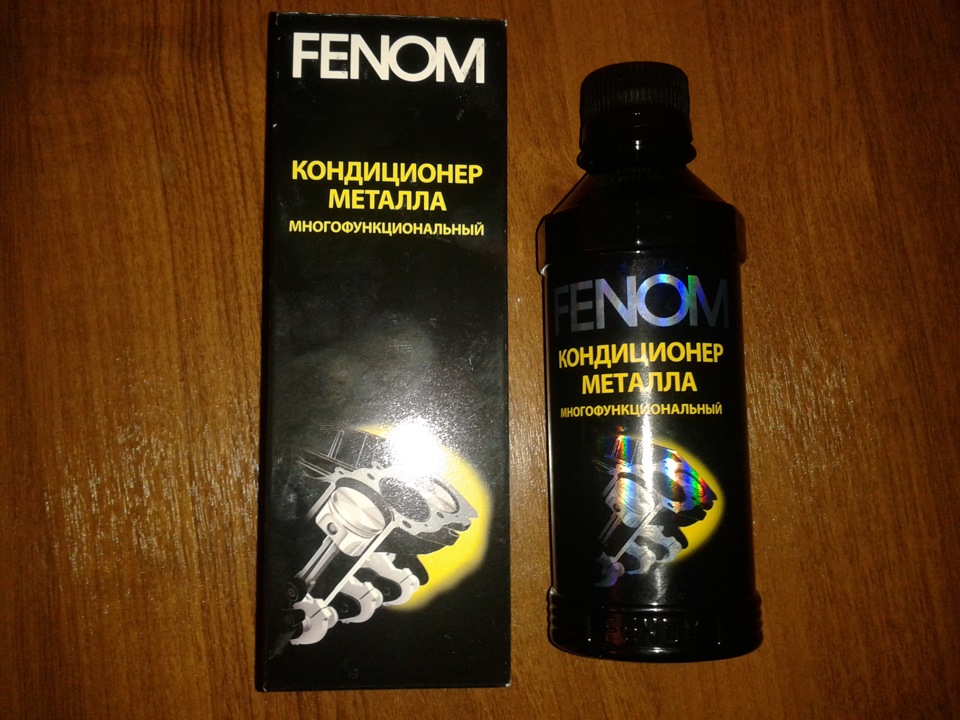 FENOM
КОНДИЦИОНЕР
МЕТАЛЛА
МНОГОФУНКЦИОНАЛЬНЫЙ
FENOM
КОНДИЦИОНЕР
МЕТАЛЛА
МНОГОФУНКЦИОНАЛЬНЫЙ